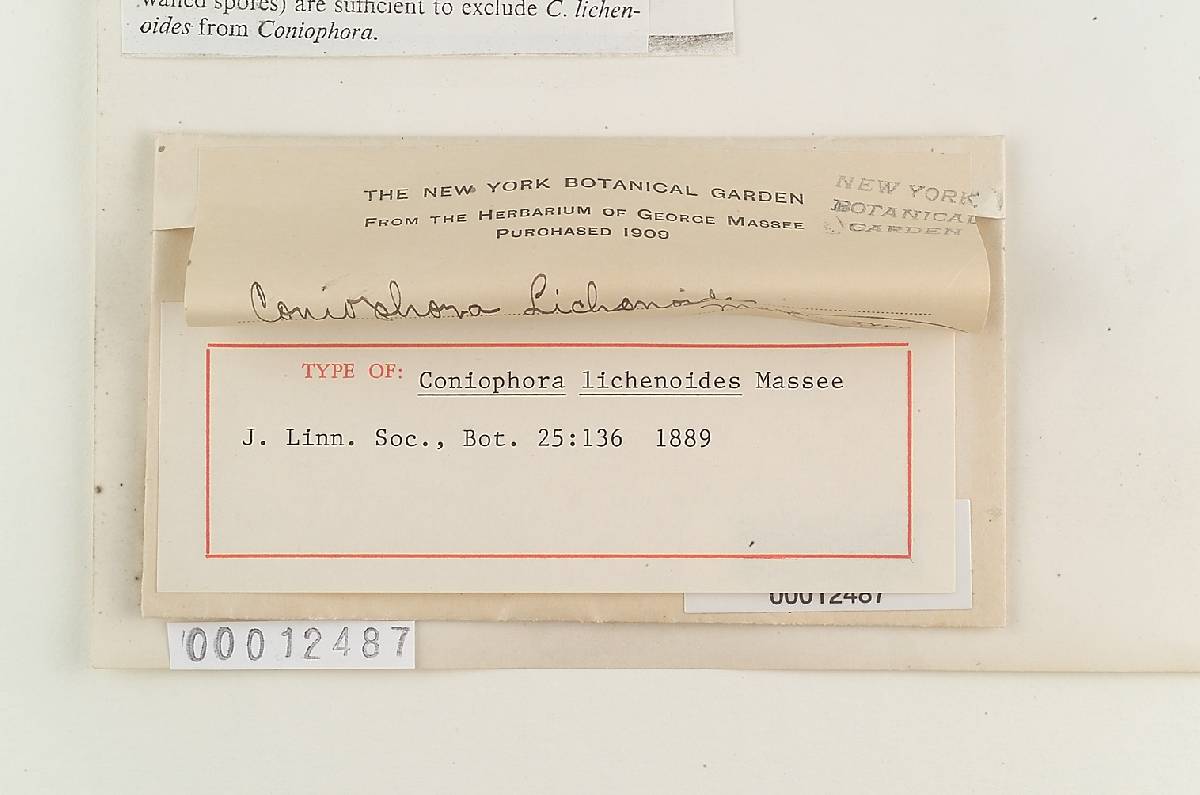 walled spores) are sufficient to exclude C. lichen-
oides from Coniophora.
THE NEW YORK BOTANICAL GARDEN
FROM THE HERBARIUM OF GEORGE MASSEE
PURCHASED 1909
NEW YORK
BOTANICAL
GARDEN
Coniophora Lichenoides
TYPE OF: Coniophora lichenoides Massee
J. Linn. Soc., Bot. 25:136 1889
00012487
00012487